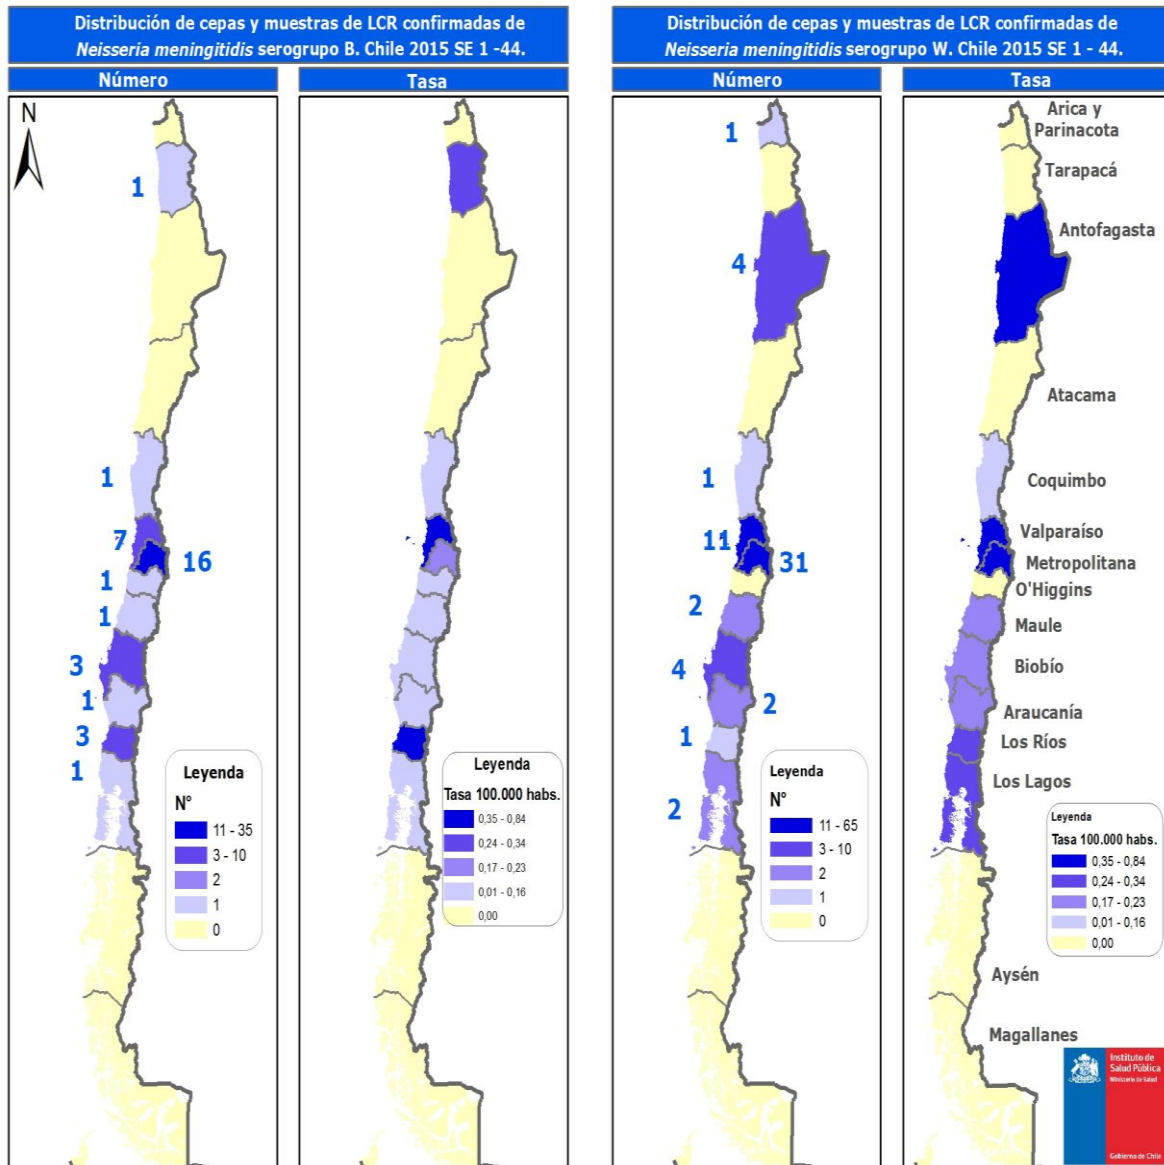 Distribución de cepas y muestras de LCR confirmadas de
Neisseria meningitidis serogrupo B. Chile 2015 SE 1 -44.
Número
Tasa
N
1
1
7
16
1
1
3
1
3
1
Leyenda
N°
11 - 35
3 - 10
2
1
0
Leyenda
Tasa 100.000 habs.
0,35 - 0,84
0,24 - 0,34
0,17 - 0,23
0,01 - 0,16
0,00
Distribución de cepas y muestras de LCR confirmadas de
Neisseria meningitidis serogrupo W. Chile 2015 SE 1 - 44.
Número
Tasa
1
4
1
11
31
2
4
2
1
2
Leyenda
N°
11 - 65
3 - 10
2
1
0
Arica y
Parinacota
Tarapacá
Antofagasta
Atacama
Coquimbo
Valparaíso
Metropolitana
O'Higgins
Maule
Biobío
Araucanía
Los Ríos
Los Lagos
Aysén
Magallanes
Leyenda
Tasa 100.000 habs.
0,35 - 0,84
0,24 - 0,34
0,17 - 0,23
0,01 - 0,16
0,00
Instituto de
Salud Pública
Ministerio de Salud
Gobierno de Chile